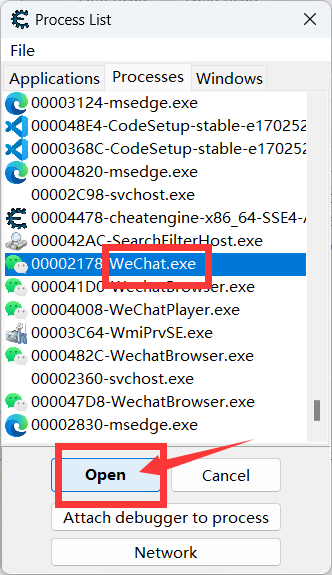 Process List
File
Applications Processes Windows
00003124-msedge.exe
000048E4-CodeSetup-stable-e170252
0000368C-CodeSetup-stable-e170252
00004820-msedge.exe
00002C98-svchost.exe
00004478-cheatengine-x86_64-SSE4-A
000042AC-SearchFilterHost.exe
00002178-WeChat.exe
000041D0-WechatBrowser.exe
00004008-WeChatPlayer.exe
00003C64-WmiPrvSE.exe
0000482C-WechatBrowser.exe
00002360-svchost.exe
000047D8-WechatBrowser.exe
00002830-msedge.exe
Open Cancel
Attach debugger to process
Network